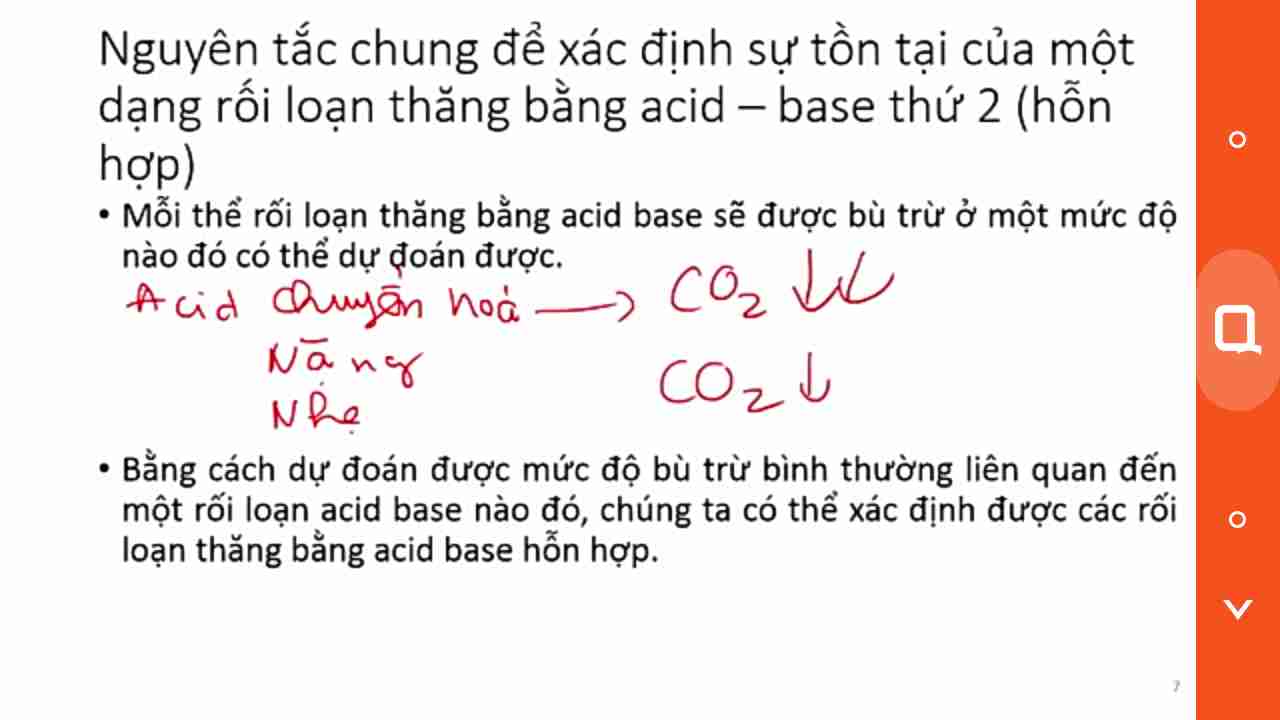 Nguyên tắc chung để xác định sự tồn tại của một
dạng rối loạn thăng bằng acid – base thứ 2 (hỗn
hợp)
• Mỗi thể rối loạn thăng bằng acid base sẽ được bù trừ ở một mức độ
nào đó có thể dự đoán được.
Acid chuyển hoá → CO2 ↓↓
Nặng
CO2 ↓
Nhẹ
• Bằng cách dự đoán được mức độ bù trừ bình thường liên quan đến
một rối loạn acid base nào đó, chúng ta có thể xác định được các rối
loạn thăng bằng acid base hỗn hợp.
7